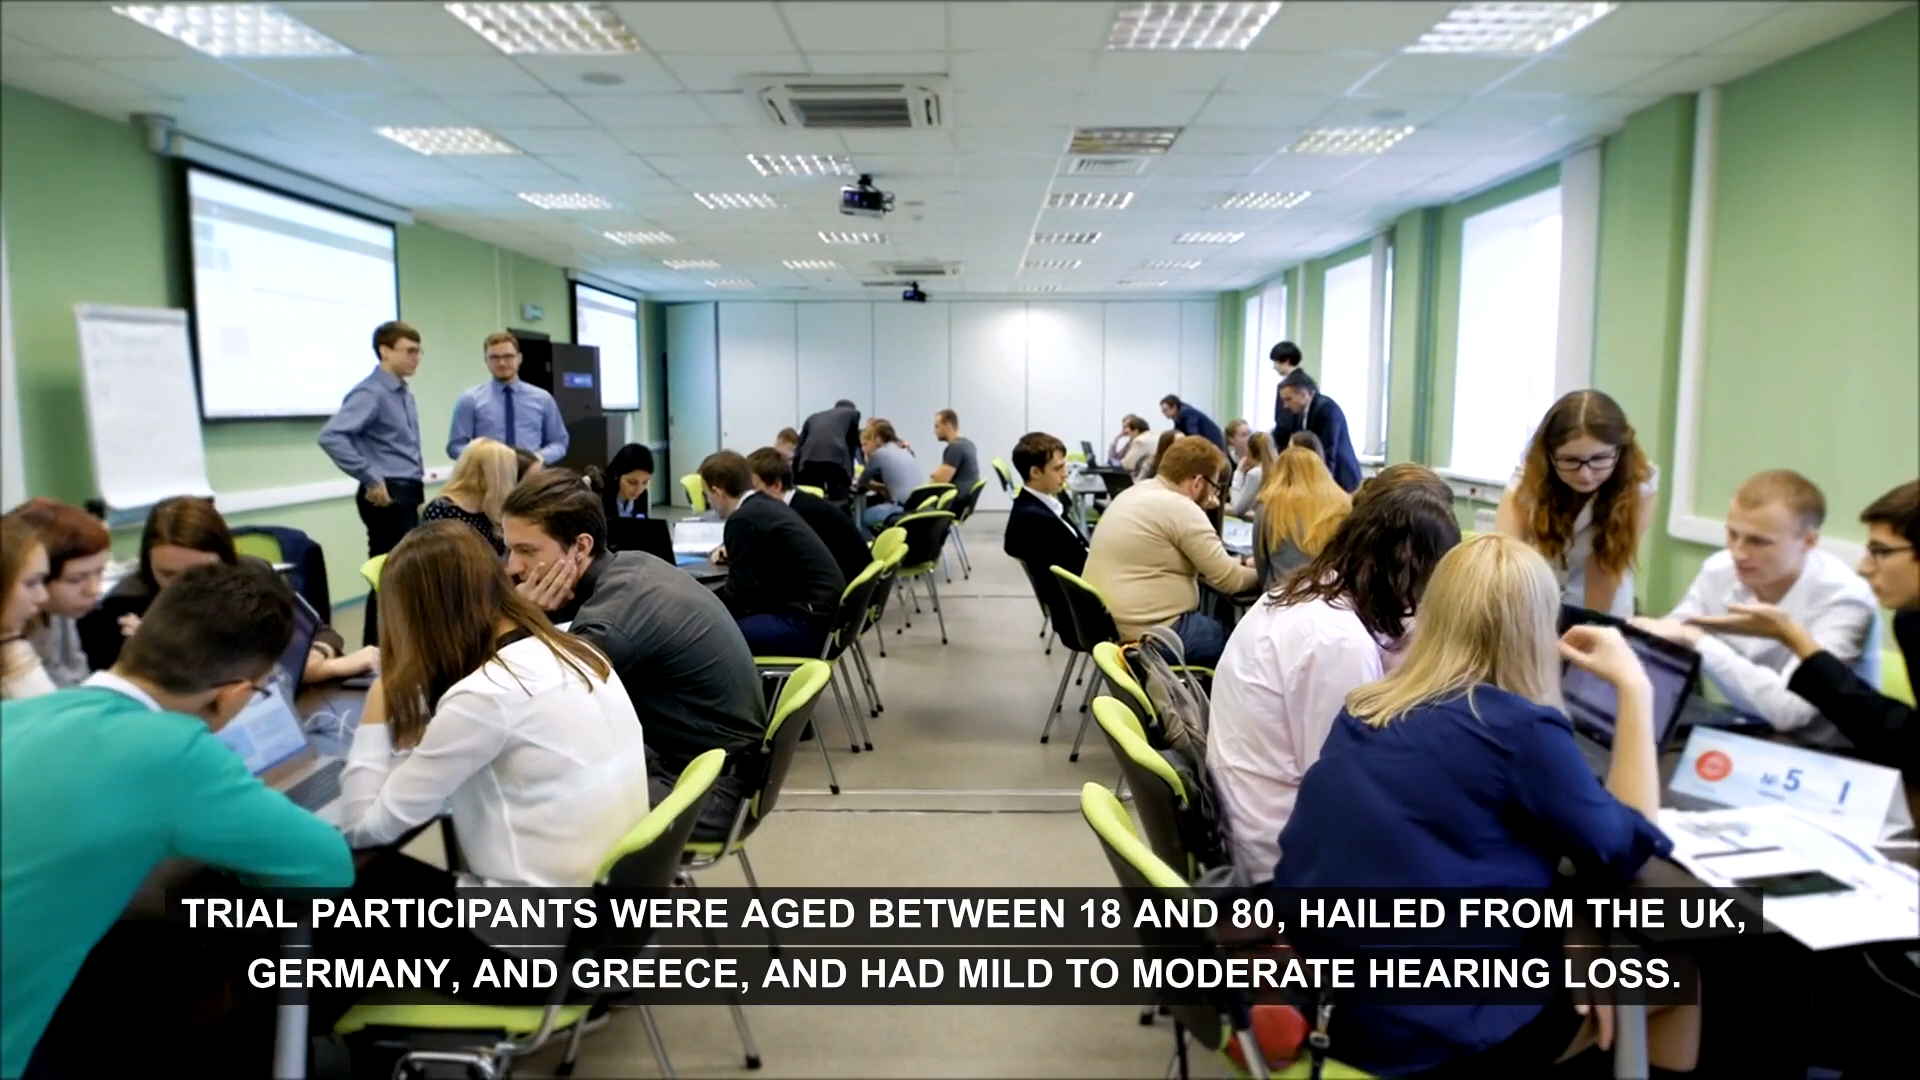 №5
TRIAL PARTICIPANTS WERE AGED BETWEEN 18 AND 80, HAILED FROM THE UK,
GERMANY, AND GREECE, AND HAD MILD TO MODERATE HEARING LOSS.